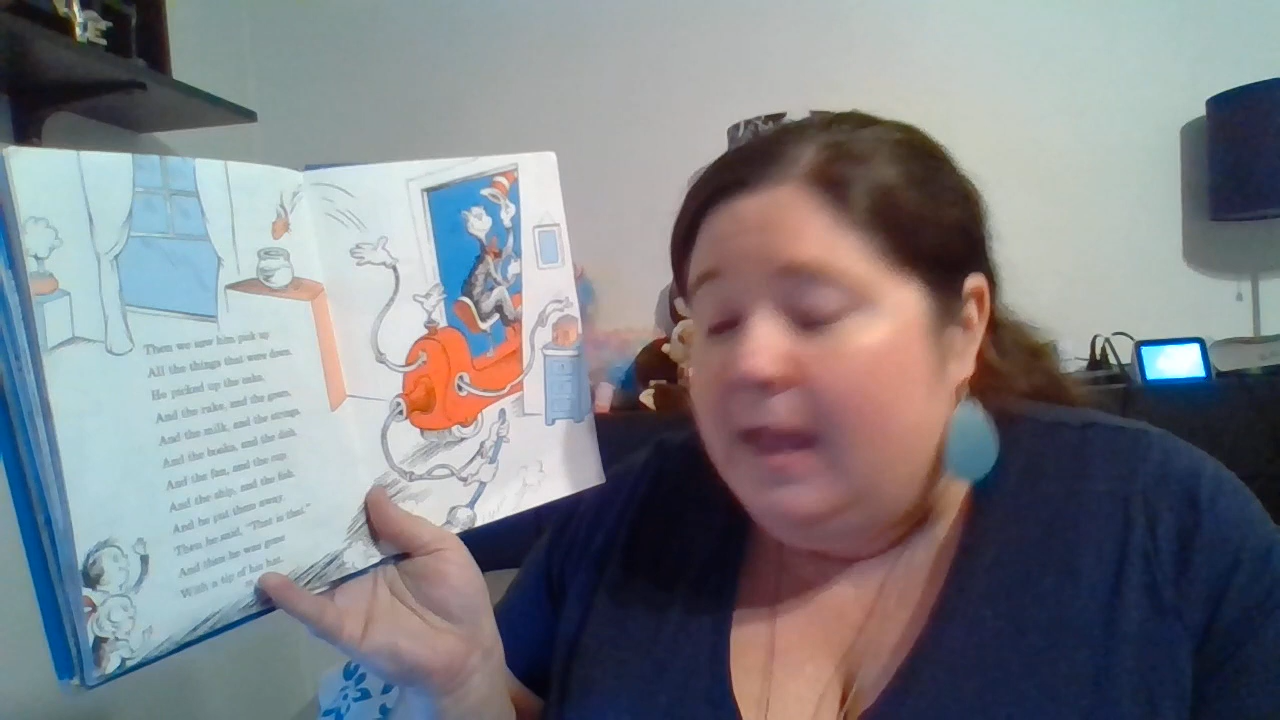 Then we saw him pick up
All the things that were down.
He picked up the cake,
And the rake, and the gown,
And the milk, and the strings,
And the books, and the dish,
And the fan, and the cup,
And the ship, and the fish.
And he put them away.
Then he said, "That is that."
And then he was gone
With a tip of his hat.